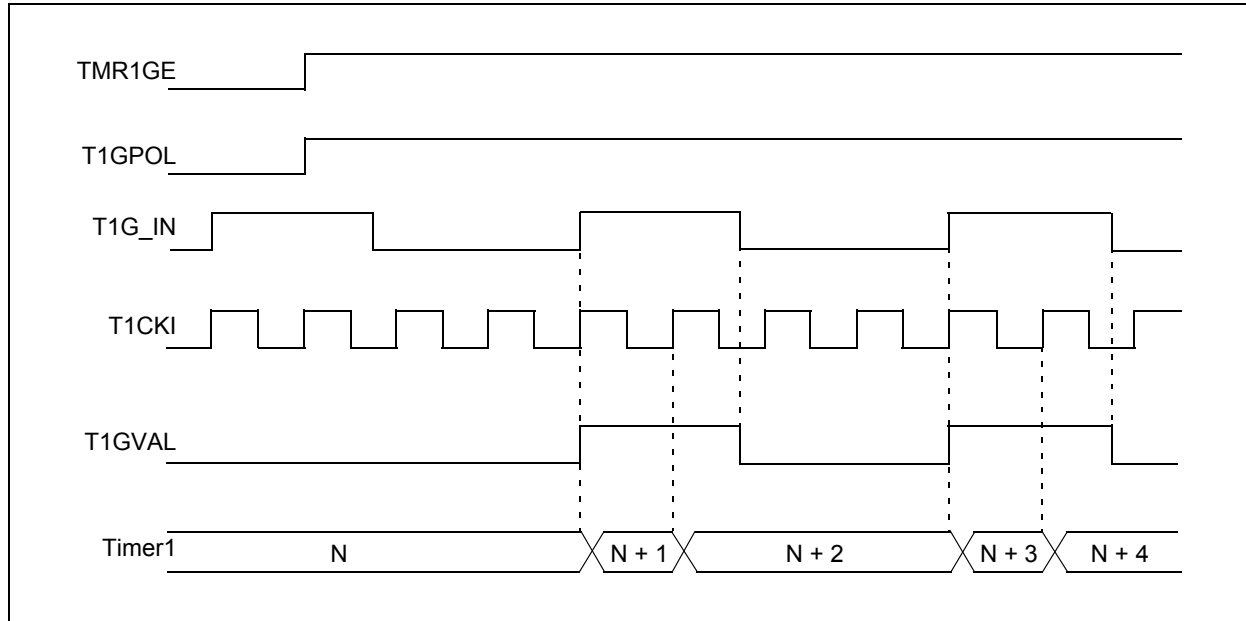 TMR1GE
T1GPOL
T1G_IN
T1CKI
T1GVAL
Timer1 N N + 1 N + 2 N + 3 N + 4